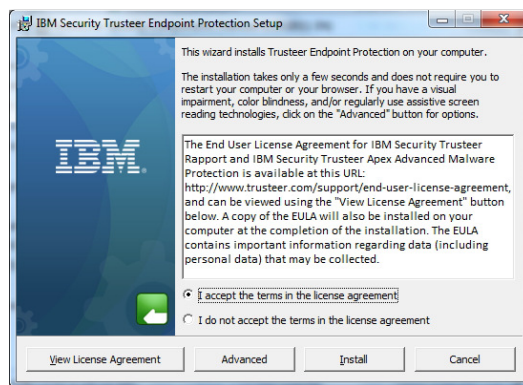 IBM Security Trusteer Endpoint Protection Setup
This wizard installs Trusteer Endpoint Protection on your computer.
The installation takes only a few seconds and does not require you to
restart your computer or your browser. If you have a visual
impairment, color blindness, and/or regularly use assistive screen
reading technologies, click on the "Advanced" button for options.
IBM.
The End User License Agreement for IBM Security Trusteer
Rapport and IBM Security Trusteer Apex Advanced Malware
Protection is available at this URL:
http://www.trusteer.com/support/end-user-license-agreement,
and can be viewed using the "View License Agreement" button
below. A copy of the EULA will also be installed on your
computer at the completion of the installation. The EULA
contains important information regarding data (including
personal data) that may be collected.
I accept the terms in the license agreement
I do not accept the terms in the license agreement
View License Agreement
Advanced
Install
Cancel